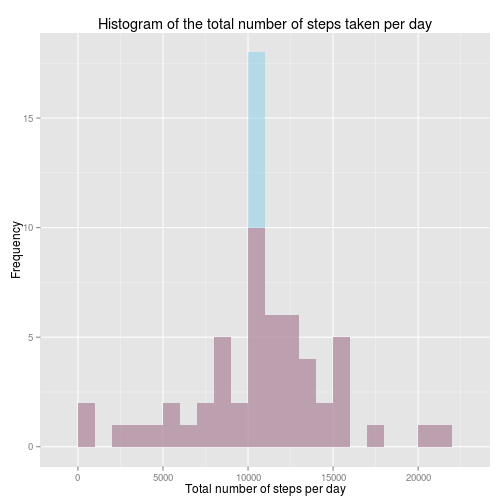 Histogram of the total number of steps taken per day
Frequency
15
10
5
0
0 5000 10000 15000 20000
Total number of steps per day